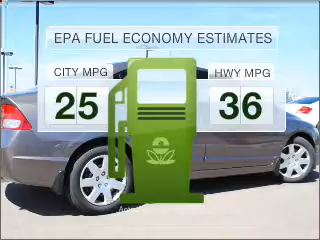 EPA FUEL ECONOMY ESTIMATES
CITY MPG
HWY MPG
25
36